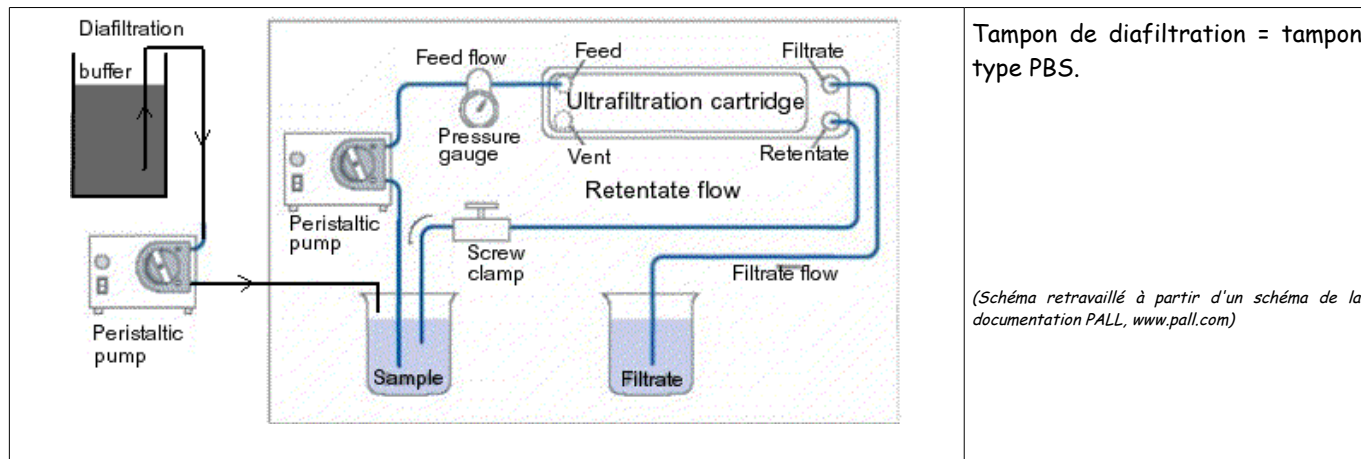 Diafiltration
buffer
Peristaltic
pump
Feed flow
Pressure
gauge
Peristaltic
pump
Feed
Ultrafiltration cartridge
Vent
Filtrate
Retentate
Retentate flow
Screw
clamp
Filtrate flow
Sample
Filtrate
Tampon de diafiltration = tampon
type PBS.
(Schéma retravaillé à partir d'un schéma de la
documentation PALL, www.pall.com)